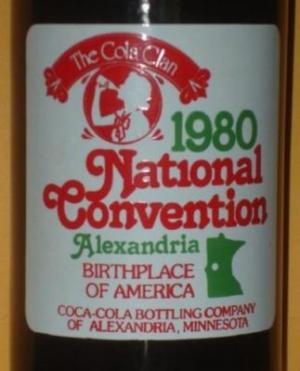 The Cola Clan
1980
National
Convention
Alexandria
BIRTHPLACE
OF AMERICA
COCA-COLA BOTTLING COMPANY
OF ALEXANDRIA, MINNESOTA